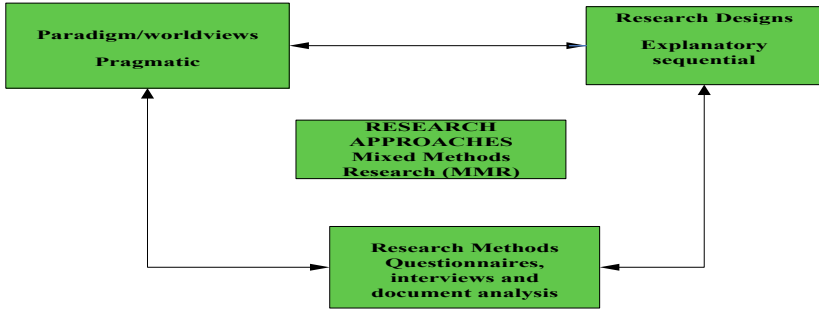 Paradigm/worldviews
Pragmatic
Research Designs
Explanatory
sequential
RESEARCH
APPROACHES
Mixed Methods
Research (MMR)
Research Methods
Questionnaires,
interviews and
document analysis